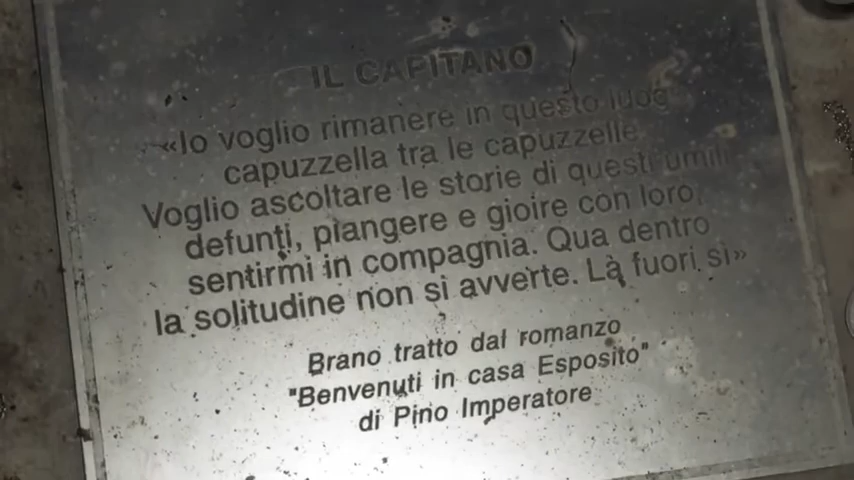 IL CAPITANO
«Io voglio rimanere in questo luog
capuzzella tra le capuzzelle.
Voglio ascoltare le storie di questi umili
defunti, piangere e gioire con loro,
sentirmi in compagnia. Qua dentro
la solitudine non si avverte. Là fuori sì»
Brano tratto dal romanzo
"Benvenuti in casa Esposito"
di Pino Imperatore